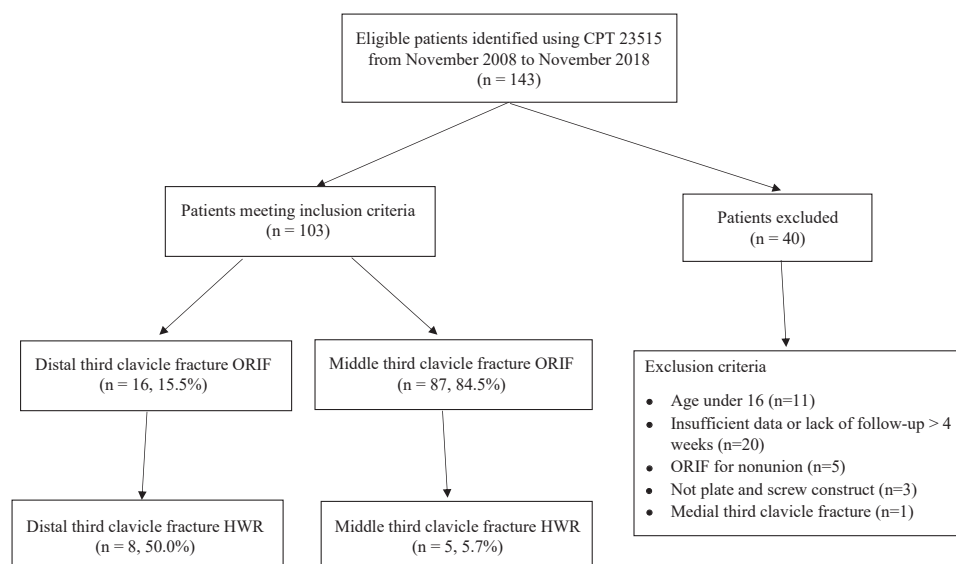 Eligible patients identified using CPT 23515
from November 2008 to November 2018
(n = 143)
Patients meeting inclusion criteria
(n = 103)
Patients excluded
(n = 40)
Distal third clavicle fracture ORIF
(n = 16, 15.5%)
Middle third clavicle fracture ORIF
(n = 87, 84.5%)
Exclusion criteria
• Age under 16 (n=11)
• Insufficient data or lack of follow-up > 4
weeks (n=20)
• ORIF for nonunion (n=5)
• Not plate and screw construct (n=3)
• Medial third clavicle fracture (n=1)
Distal third clavicle fracture HWR
(n = 8, 50.0%)
Middle third clavicle fracture HWR
(n = 5, 5.7%)